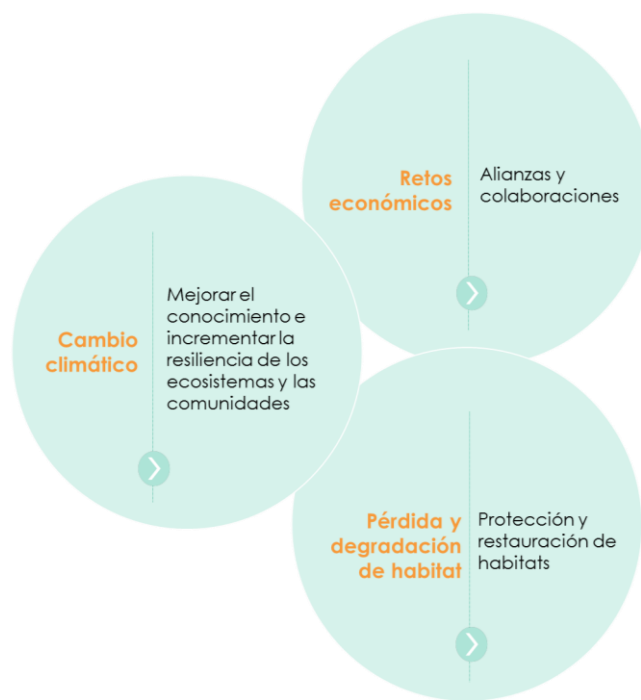 Retos
económicos
Alianzas y
colaboraciones
Cambio
climático
Mejorar el
conocimiento e
incrementar la
resiliencia de los
ecosistemas y las
comunidades
Pérdida y
degradación
de habitat
Protección y
restauración de
habitats